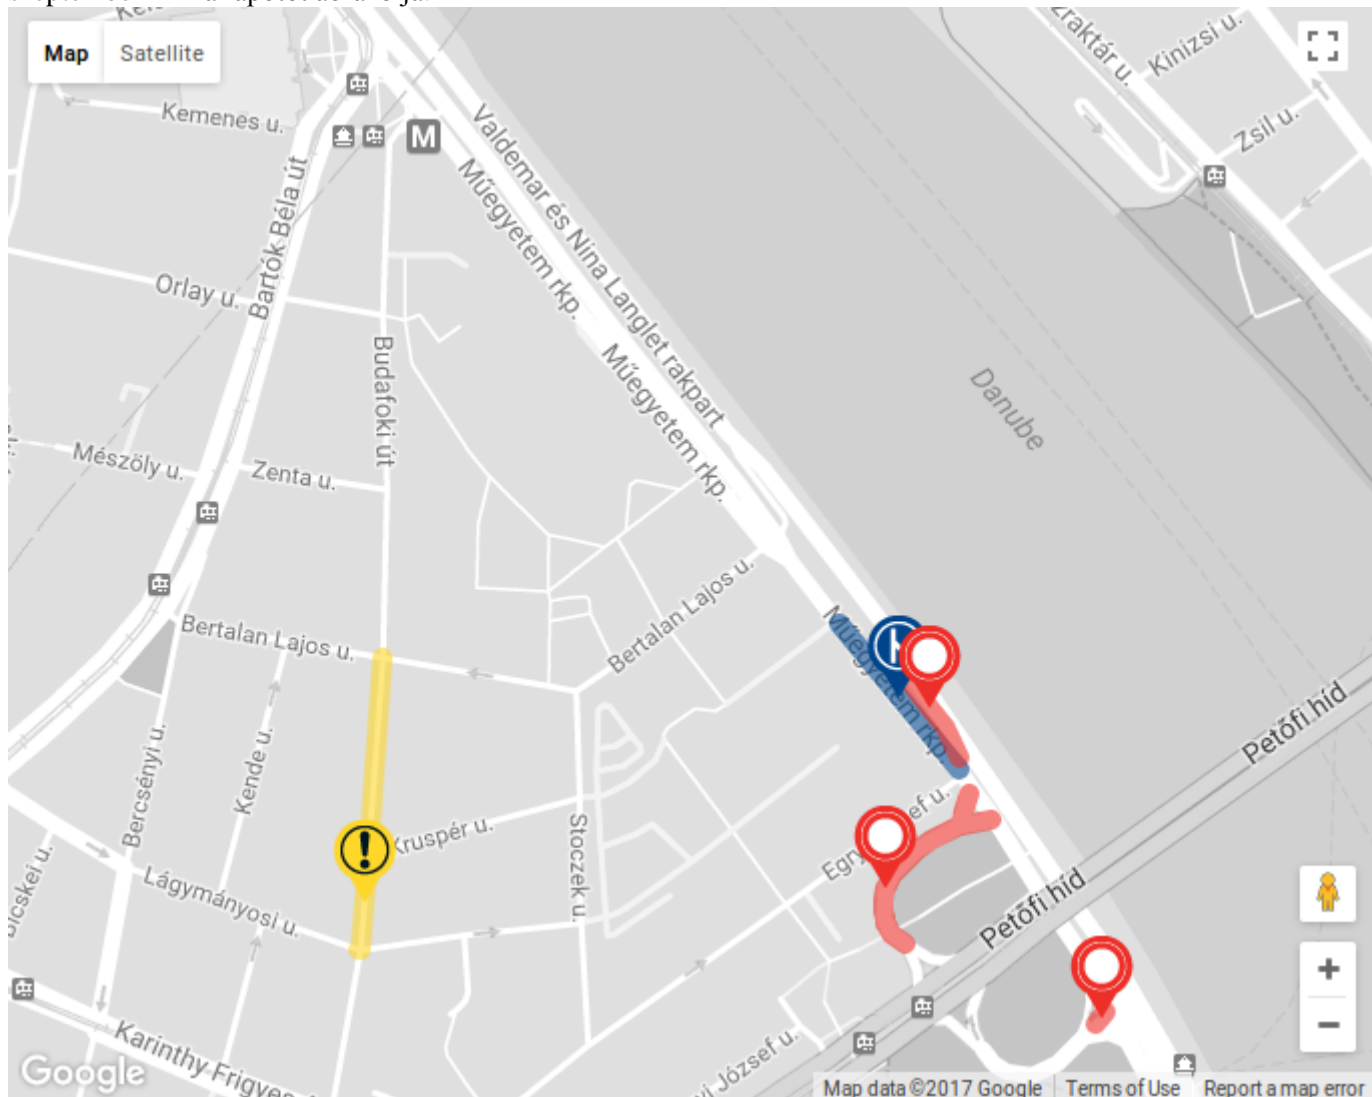 Map
Satellite
Kemenes u.
Bartók Béla út
M
Valdemar és Nina Langlet rakpart
Műegyetem rkp.
Műegyetem rkp.
Kinizsi u.
Zsil u.
Orlay u.
Budafoki út
Danube
Mészöly u.
Zenta u.
Bertalan Lajos u.
Bertalan Lajos u.
Műegyetem rkp.
Petőfi híd
Bercsényi u.
Kende u.
Kruspér u.
Stoczek u.
Lágymányosi u.
Petőfi híd
Karinthy Frigyes
József u.
Google
Map data ©2017 Google
Terms of Use
Report a map error